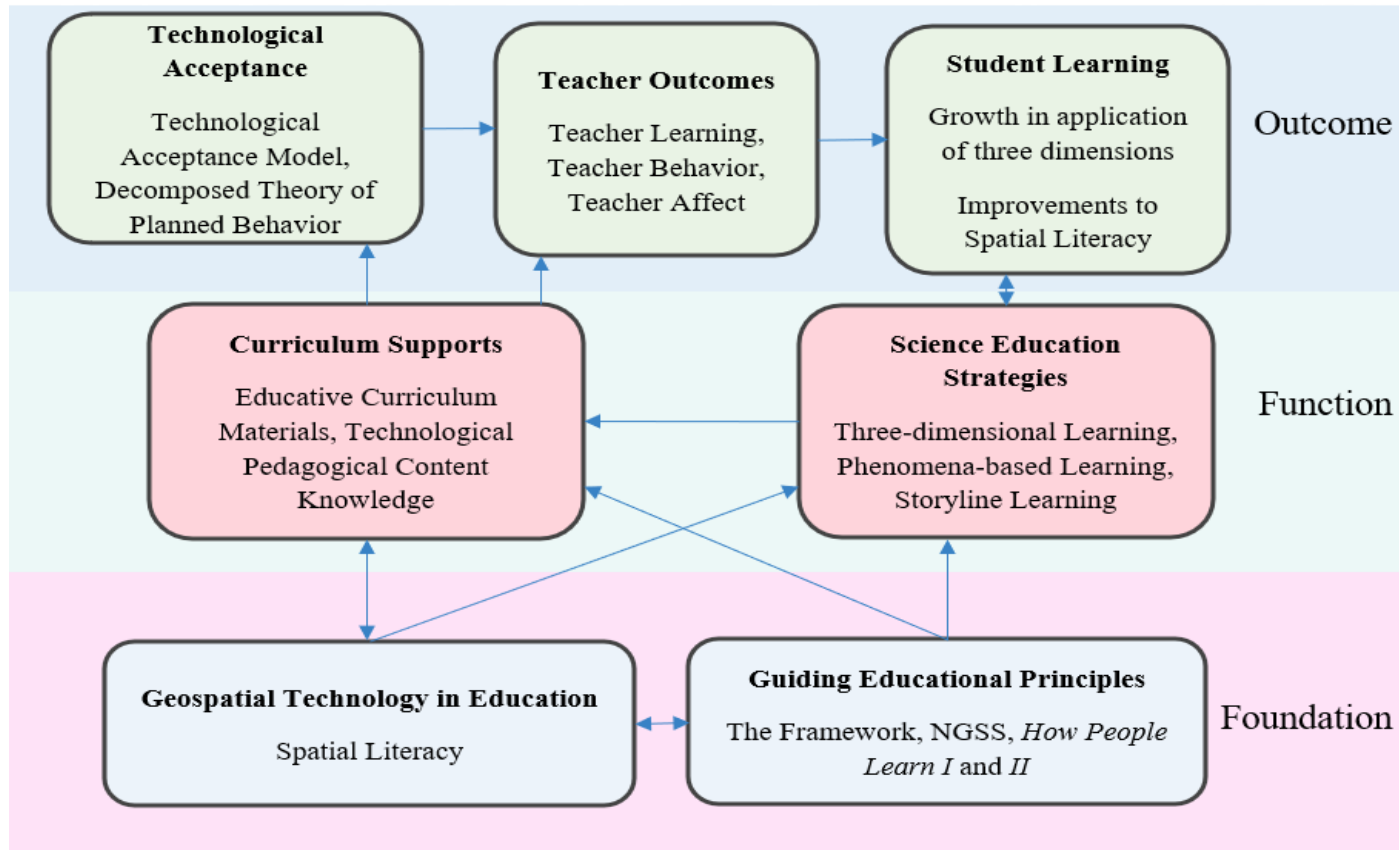 Technological
Acceptance
Technological
Acceptance Model,
Decomposed Theory of
Planned Behavior
Teacher Outcomes
Teacher Learning,
Teacher Behavior,
Teacher Affect
Student Learning
Growth in application
of three dimensions
Improvements to
Spatial Literacy
Outcome
Curriculum Supports
Educative Curriculum
Materials, Technological
Pedagogical Content
Knowledge
Science Education
Strategies
Three-dimensional Learning,
Phenomena-based Learning,
Storyline Learning
Function
Geospatial Technology in Education
Spatial Literacy
Guiding Educational Principles
The Framework, NGSS, How People
Learn I and II
Foundation